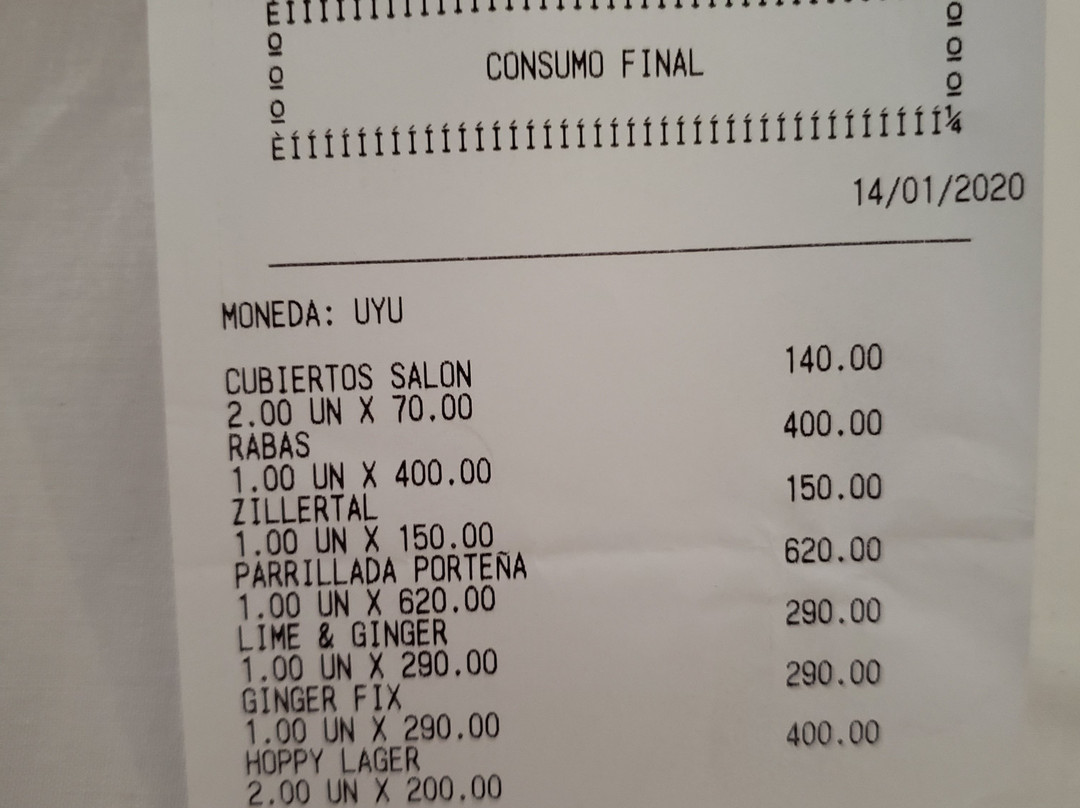 ÉÍÍÍÍÍÍÍÍÍÍÍÍÍÍÍÍÍÍÍÍÍÍÍÍÍÍÍÍÍÍÍÍÍÍÍÍÍÍÍ
º º
º CONSUMO FINAL º
º º
ÈÍÍÍÍÍÍÍÍÍÍÍÍÍÍÍÍÍÍÍÍÍÍÍÍÍÍÍÍÍÍÍÍÍÍÍÍÍÍÍ¼
14/01/2020
MONEDA: UYU
CUBIERTOS SALON 140.00
2.00 UN X 70.00
RABAS 400.00
1.00 UN X 400.00
ZILLERTAL 150.00
1.00 UN X 150.00
PARRILLADA PORTEÑA 620.00
1.00 UN X 620.00
LIME & GINGER 290.00
1.00 UN X 290.00
GINGER FIX 290.00
1.00 UN X 290.00
HOPPY LAGER 400.00
2.00 UN X 200.00